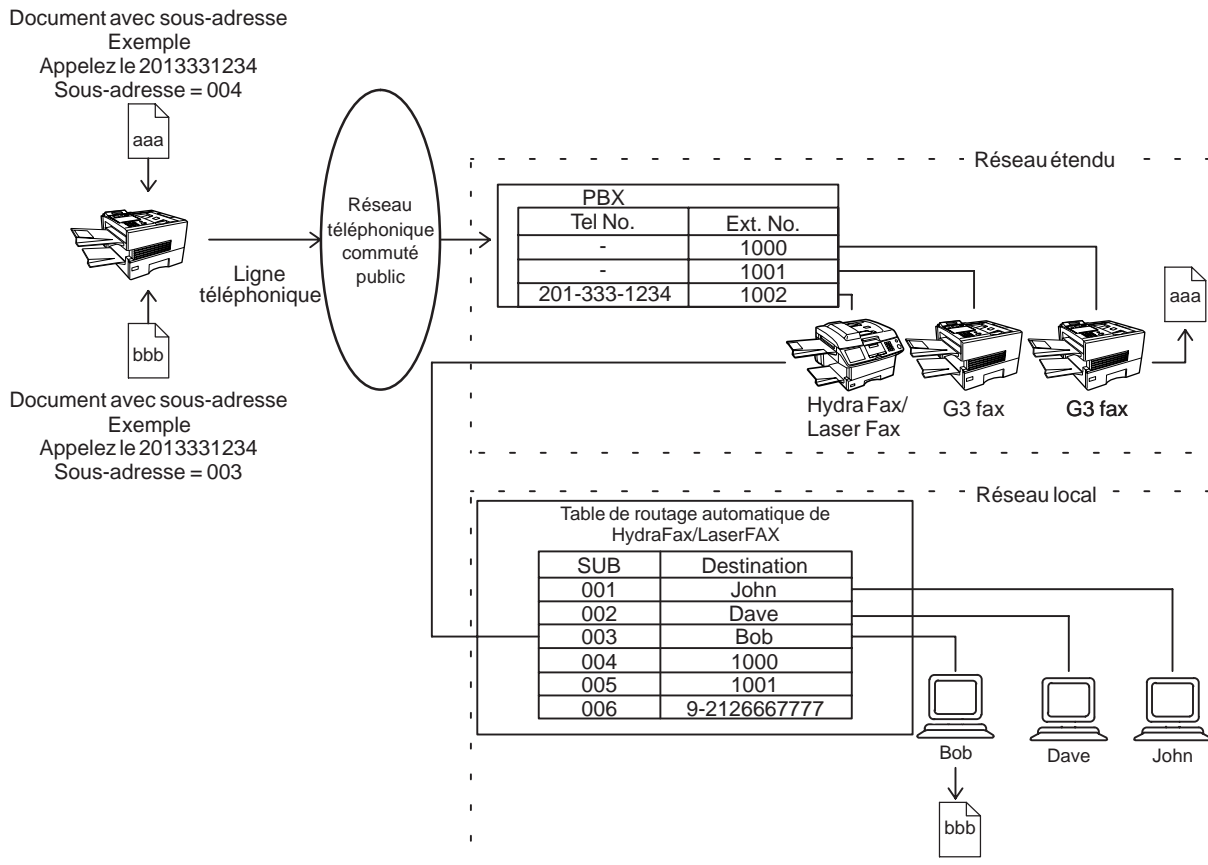 Document avec sous-adresse
Exemple
Appelez le 2013331234
Sous-adresse = 004
aaa
Ligne
téléphonique
bbb
Document avec sous-adresse
Exemple
Appelez le 2013331234
Sous-adresse = 003
Réseau
téléphonique
commuté
public
Réseau étendu
PBX
Tel No. Ext. No.
- 1000
- 1001
201-333-1234 1002
aaa
Hydra Fax/
Laser Fax
G3 fax
G3 fax
Réseau local
Table de routage automatique de
HydraFax/LaserFAX
SUB Destination
001 John
002 Dave
003 Bob
004 1000
005 1001
006 9-2126667777
Bob
Dave
John
bbb